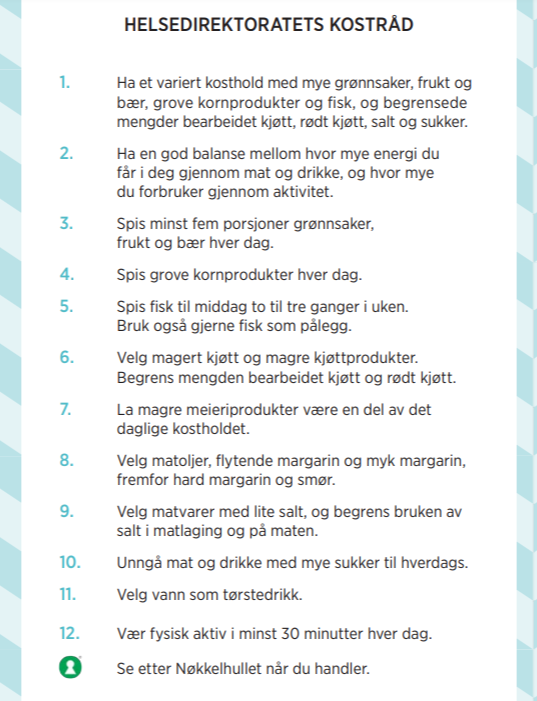 HELSEDIREKTORATETS KOSTRÅD
1. Ha et variert kosthold med mye grønnsaker, frukt og
bær, grove kornprodukter og fisk, og begrensede
mengder bearbeidet kjøtt, rødt kjøtt, salt og sukker.
2. Ha en god balanse mellom hvor mye energi du
får i deg gjennom mat og drikke, og hvor mye
du forbruker gjennom aktivitet.
3. Spis minst fem porsjoner grønnsaker,
frukt og bær hver dag.
4. Spis grove kornprodukter hver dag.
5. Spis fisk til middag to til tre ganger i uken.
Bruk også gjerne fisk som pålegg.
6. Velg magert kjøtt og magre kjøttprodukter.
Begrens mengden bearbeidet kjøtt og rødt kjøtt.
7. La magre meieriprodukter være en del av det
daglige kostholdet.
8. Velg matoljer, flytende margarin og myk margarin,
fremfor hard margarin og smør.
9. Velg matvarer med lite salt, og begrens bruken av
salt i matlaging og på maten.
10. Unngå mat og drikke med mye sukker til hverdags.
11. Velg vann som tørstedrikk.
12. Vær fysisk aktiv i minst 30 minutter hver dag.
Se etter Nøkkelhullet når du handler.